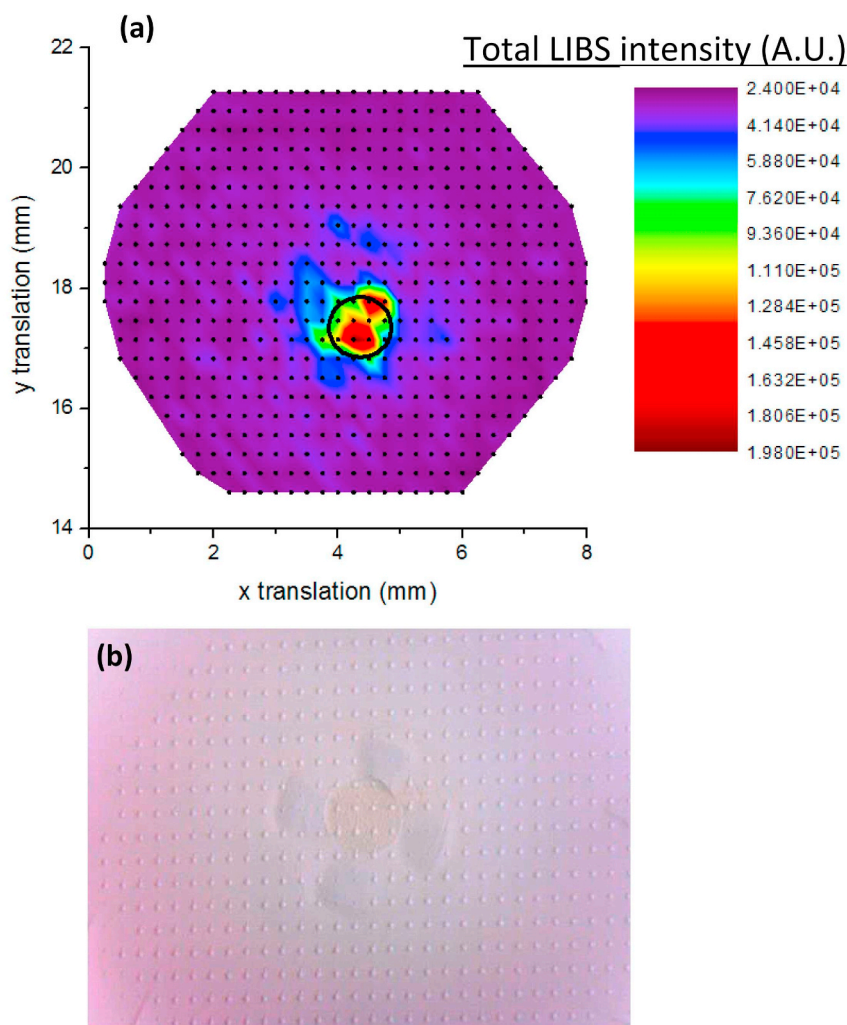 (a)
Total LIBS intensity (A.U.)
22
20
18
16
14
y translation (mm)
0 2 4 6 8
x translation (mm)
2.400E+04
4.140E+04
5.880E+04
7.620E+04
9.360E+04
1.110E+05
1.284E+05
1.458E+05
1.632E+05
1.806E+05
1.980E+05
(b)